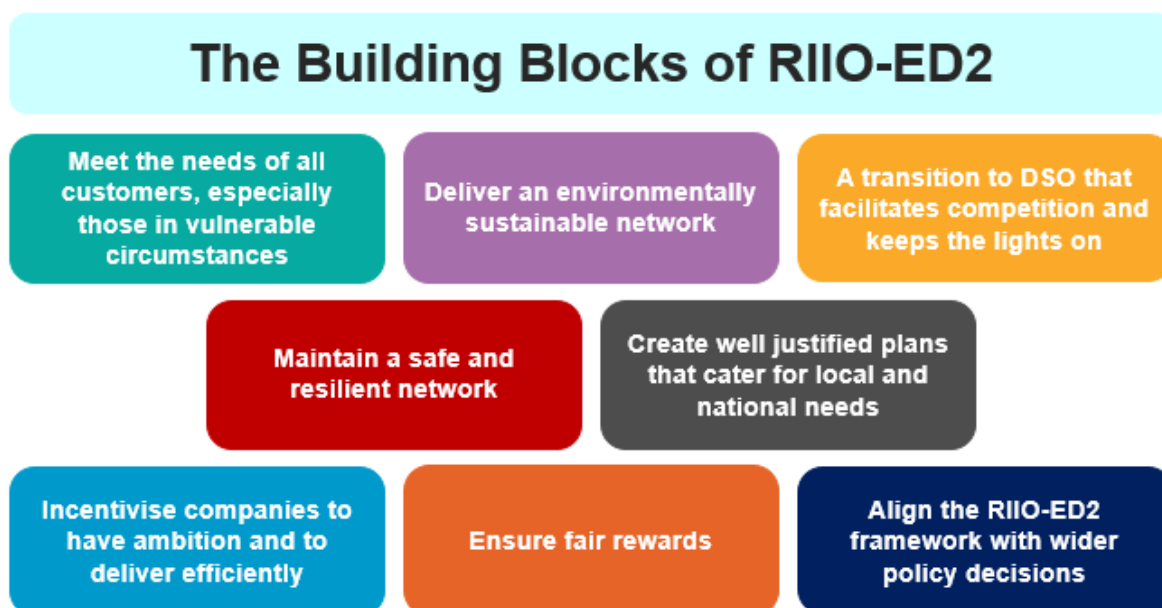 The Building Blocks of RIIO-ED2
Meet the needs of all
customers, especially
those in vulnerable
circumstances
Deliver an environmentally
sustainable network
A transition to DSO that
facilitates competition and
keeps the lights on
Maintain a safe and
resilient network
Create well justified plans
that cater for local and
national needs
Incentivise companies to
have ambition and to
deliver efficiently
Ensure fair rewards
Align the RIIO-ED2
framework with wider
policy decisions